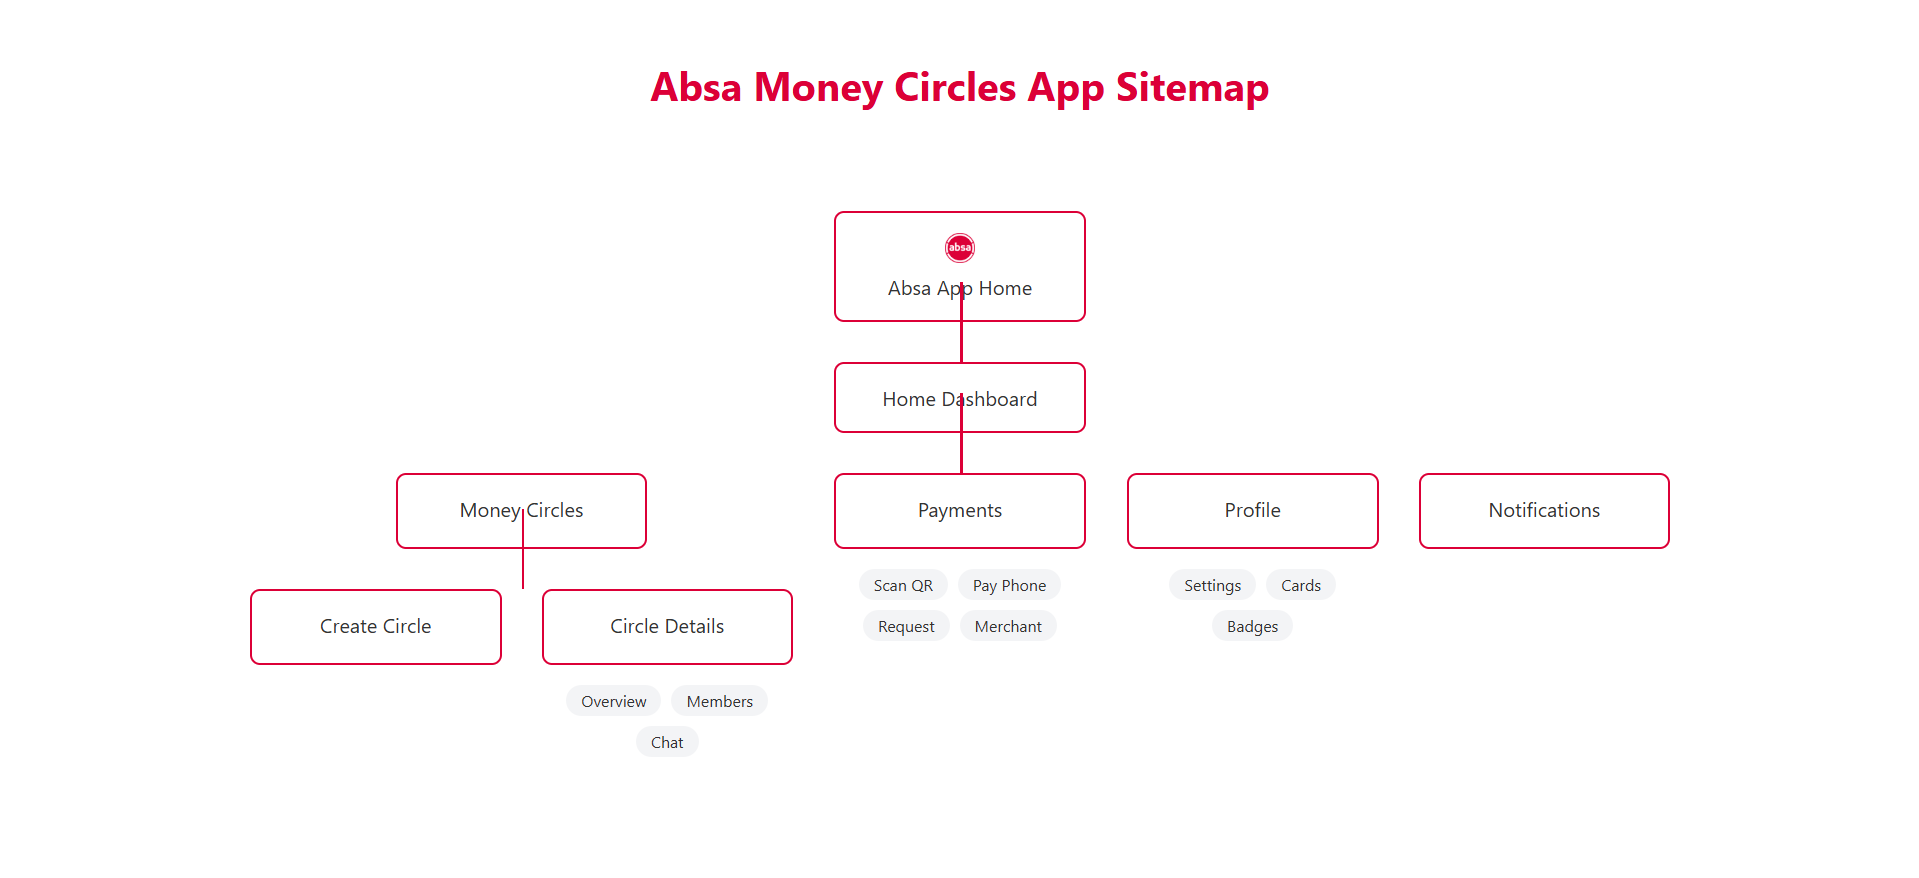 Absa Money Circles App Sitemap
absa
Absa App Home
Home Dashboard
Money Circles
Payments
Profile
Notifications
Scan QR
Pay Phone
Settings
Cards
Create Circle
Circle Details
Request
Merchant
Badges
Overview
Members
Chat